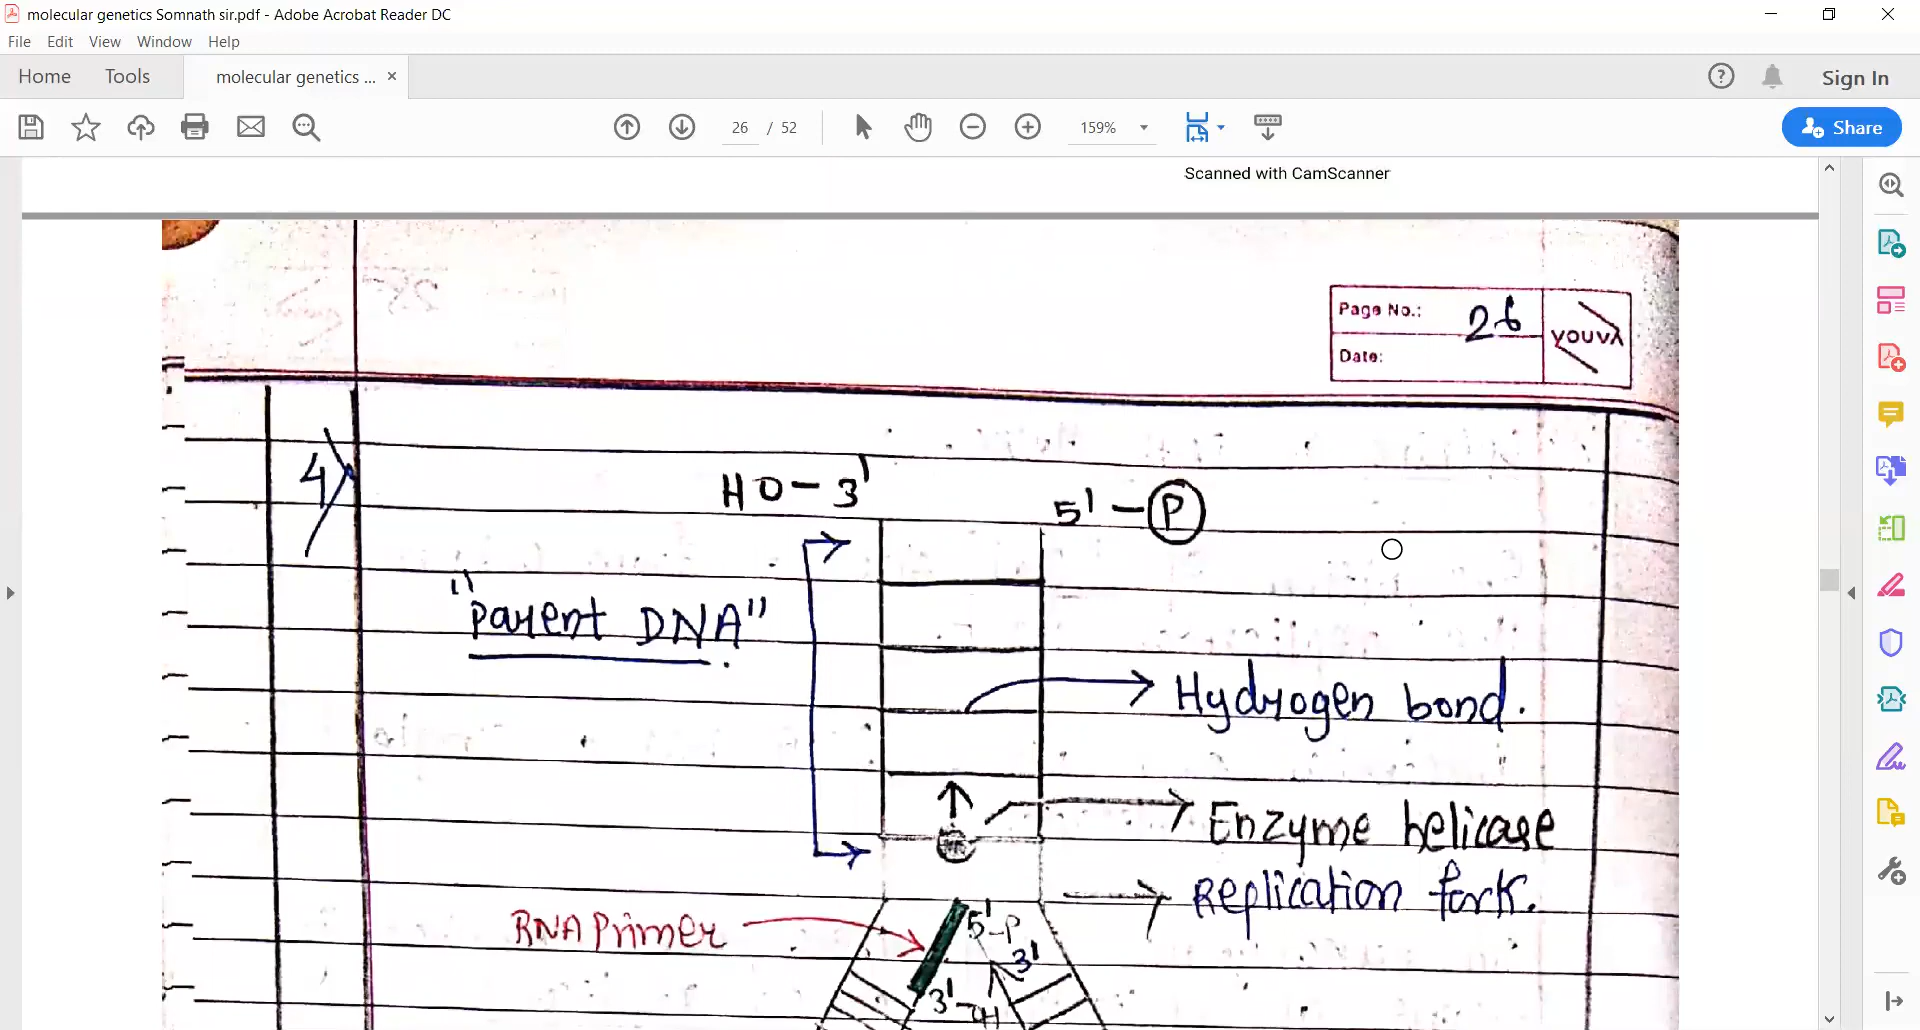 molecular genetics Somnath sir.pdf - Adobe Acrobat Reader DC
File Edit View Window Help
Home Tools molecular genetics ... × Sign In
26 / 52 159% Share
Scanned with CamScanner
Page No.: 26
Date:
youva
4)
HO-3' 5'-P
"Parent DNA"
Hydrogen bond.
Enzyme helicase
Replication fork.
RNA Primer
5'-P
3'
3'-OH